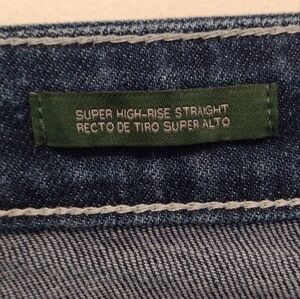 SUPER HIGH-RISE STRAIGHT
RECTO DE TIRO SUPER ALTO